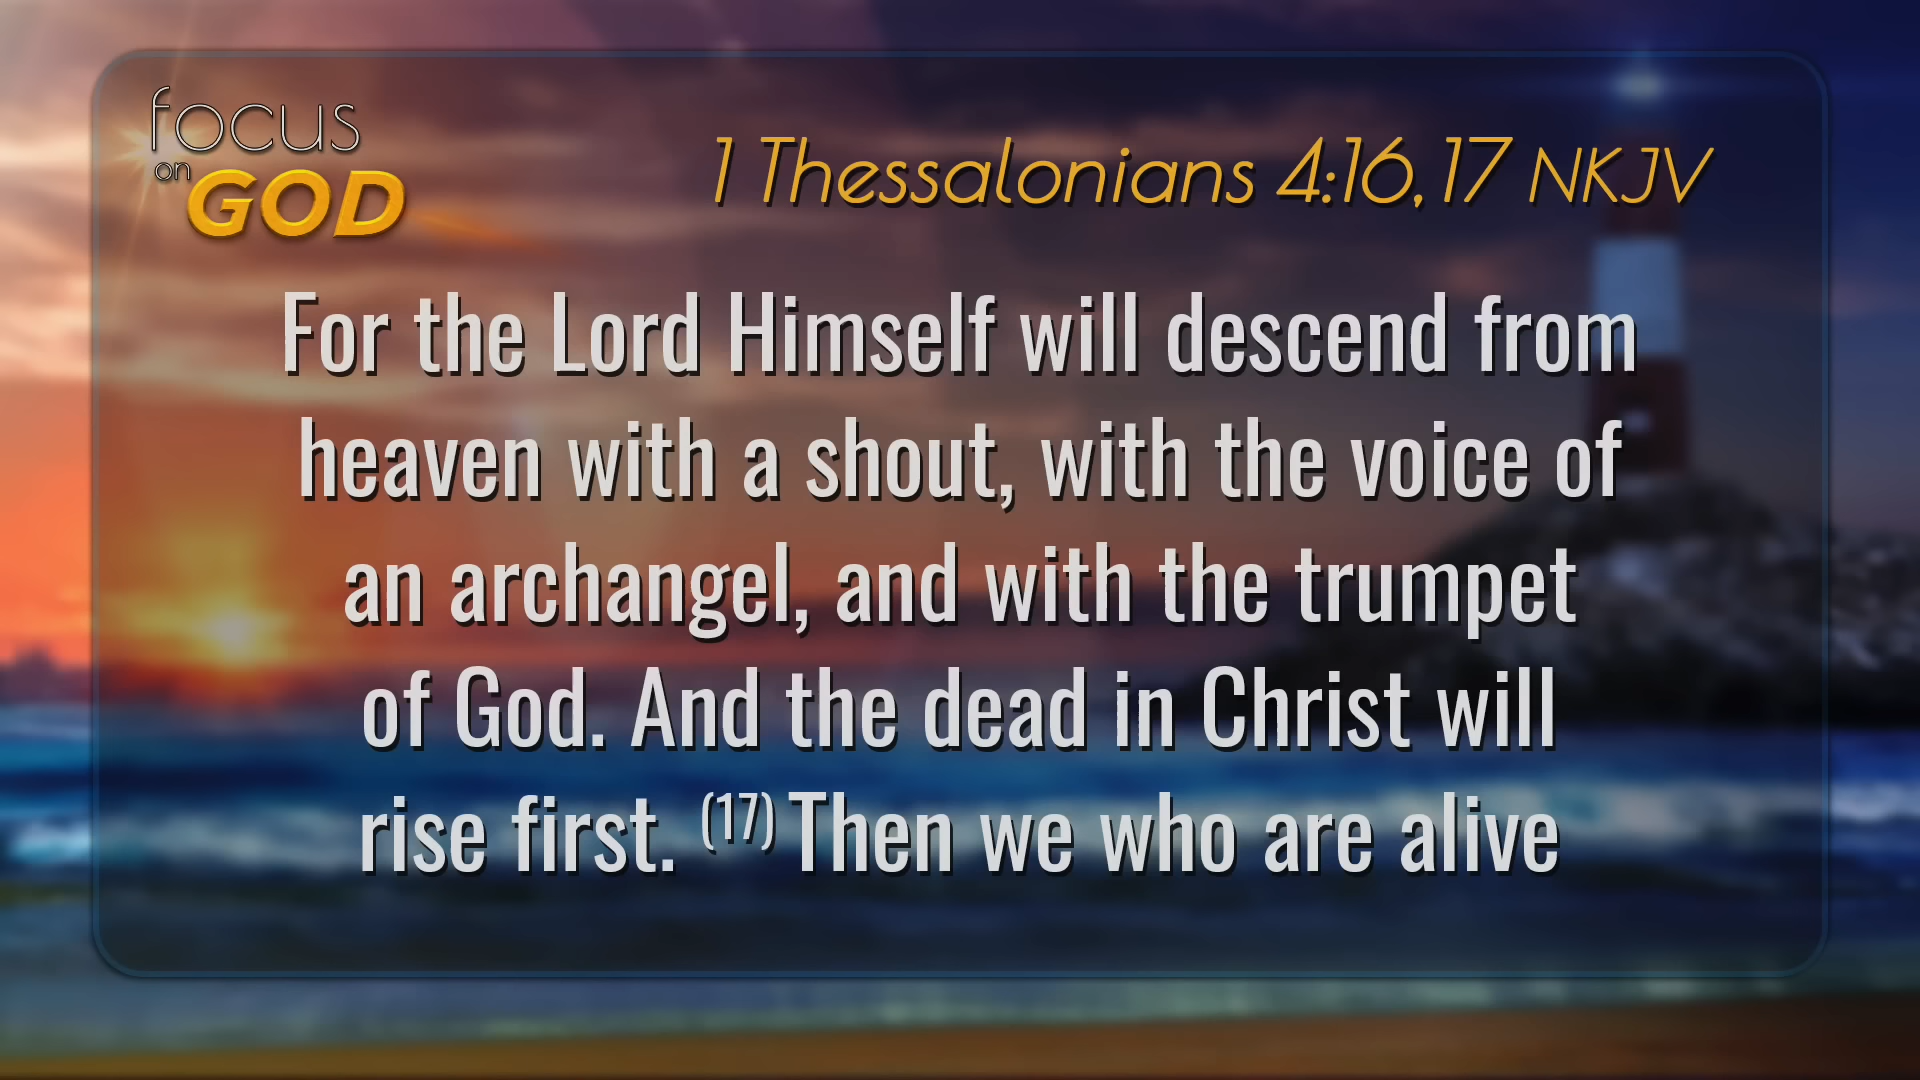 focus
on
GOD
1 Thessalonians 4:16, 17 NKJV
For the Lord Himself will descend from
heaven with a shout, with the voice of
an archangel, and with the trumpet
of God. And the dead in Christ will
rise first. (17) Then we who are alive